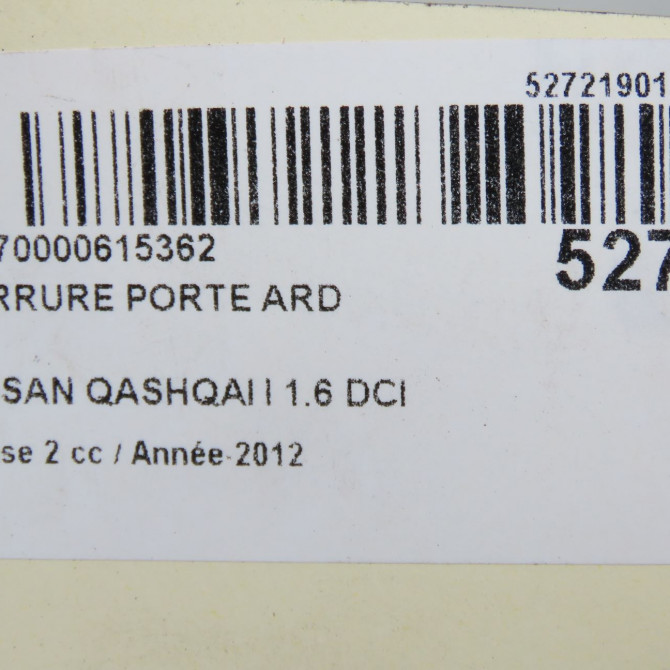 52721901
70000615362
527
RRURE PORTE ARD
SAN QASHQAI I 1.6 DCI
se 2 cc / Année 2012